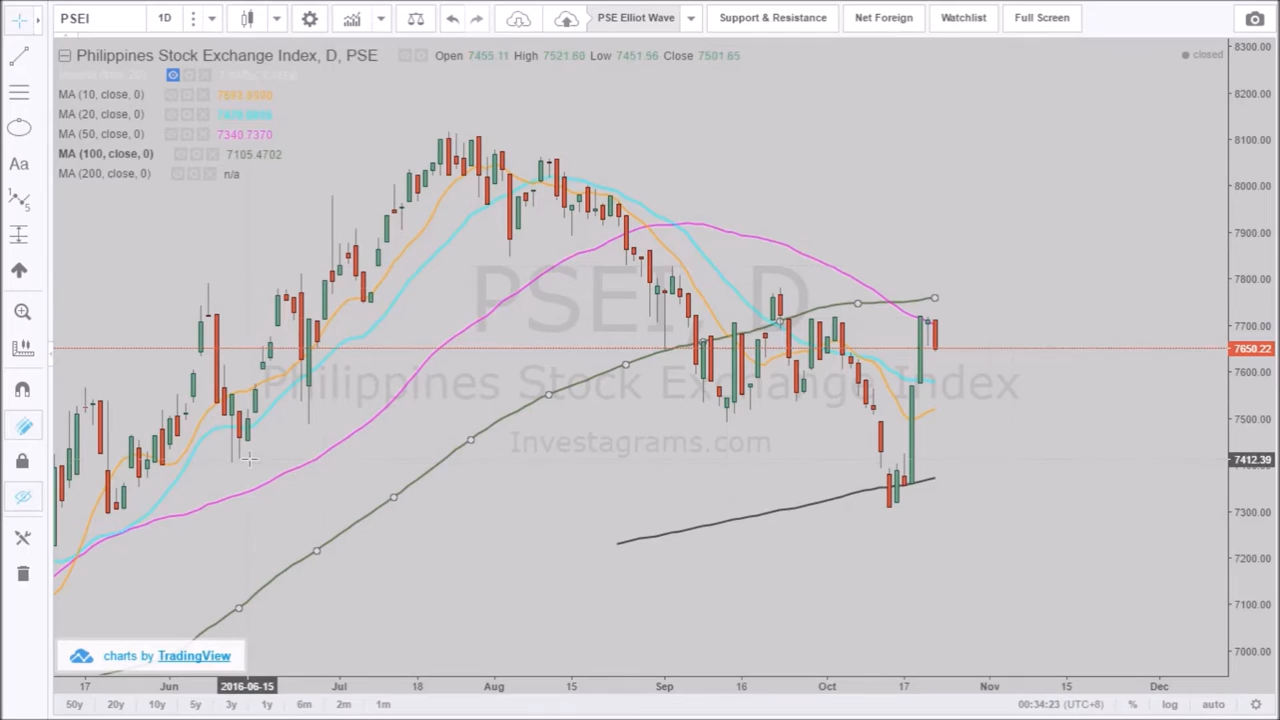 PSEI 1D PSE Elliot Wave Support & Resistance Net Foreign Watchlist Full Screen
Philippines Stock Exchange Index, D, PSE Open 7455.11 High 7521.60 Low 7451.56 Close 7501.65
closed
MA (10, close, 0)
MA (20, close, 0)
MA (50, close, 0) 7340.7370
MA (100, close, 0) 7105.4702
MA (200, close, 0) n/a
Aa
PSEI, D
Philippines Stock Exchange Index
Investagrams.com
8300.00
8200.00
8100.00
8000.00
7900.00
7800.00
7700.00
7650.22
7600.00
7500.00
7412.39
7300.00
7200.00
7100.00
7000.00
charts by TradingView
17 Jun 2016-06-15 Jul 18 Aug 15 Sep 16 Oct 17 Nov 15 Dec
50y 20y 10y 5y 3y 1y 6m 2m 1m 00:34:23 (UTC+8) % log auto